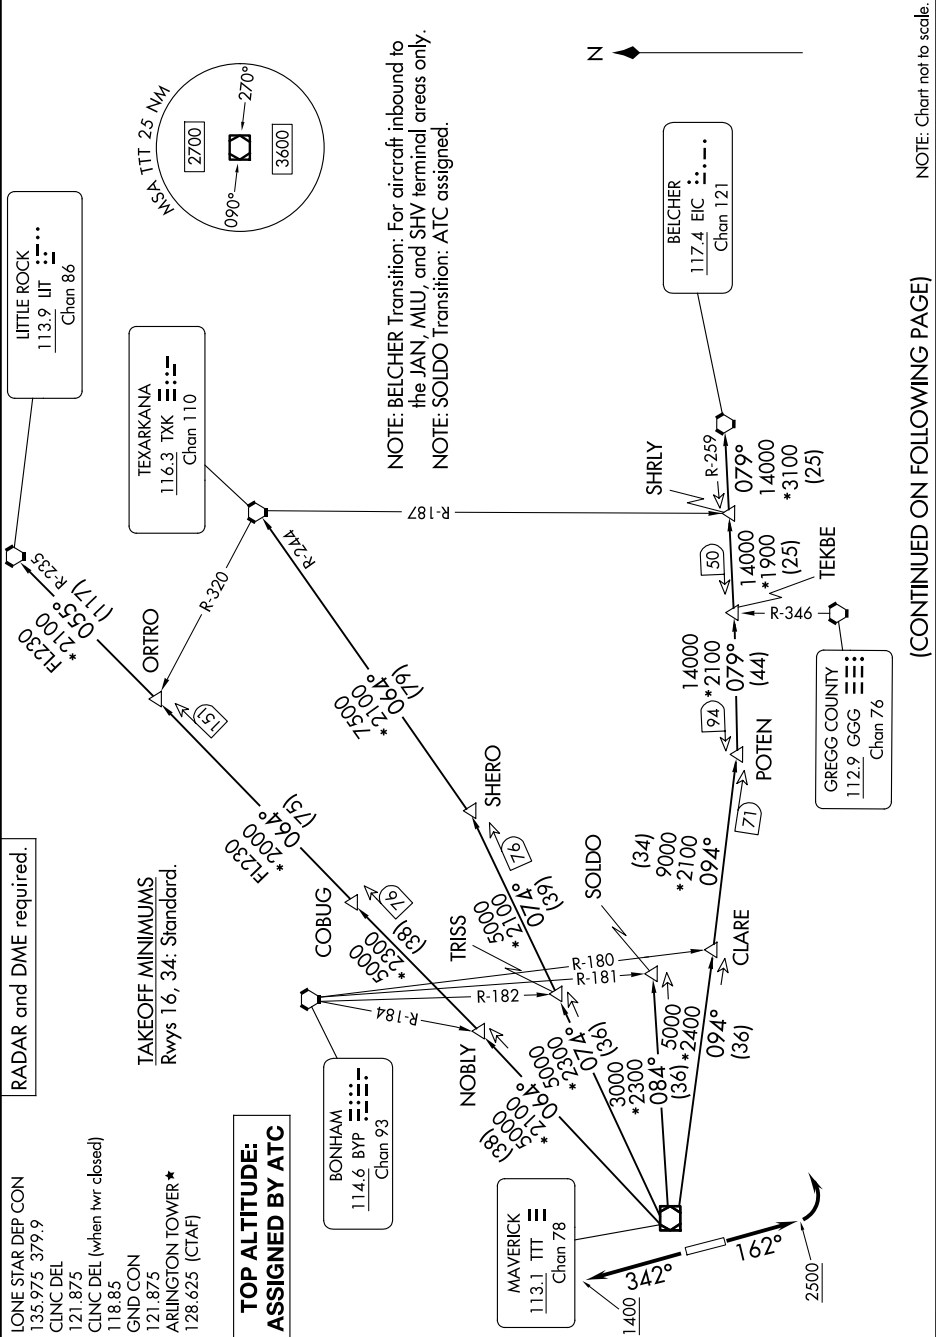 LONE STAR DEP CON
135.975 379.9
CLNC DEL
121.875
CLNC DEL (when twr closed)
118.85
GND CON
121.875
ARLINGTON TOWER★
128.625 (CTAF)
RADAR and DME required.
TAKEOFF MINIMUMS
Rwys 16, 34: Standard.
TOP ALTITUDE:
ASSIGNED BY ATC
LITTLE ROCK
113.9 LIT
Chan 86
MSA TTT 25 NM
2700
270°
090°
3600
TEXARKANA
116.3 TXK
Chan 110
NOTE: BELCHER Transition: For aircraft inbound to
the JAN, MLU, and SHV terminal areas only.
NOTE: SOLDO Transition: ATC assigned.
N
BELCHER
117.4 EIC
Chan 121
NOTE: Chart not to scale.
R-235
FL230
*2100
055°
(117)
ORTRO
R-320
151
FL230
*2000
064°
(75)
COBUG
76
5000
*2300
(38)
NOBLY
5000
*2100
064°
(38)
BONHAM
114.6 BYP
Chan 93
R-184
R-182
R-181
R-180
R-244
7500
*2100
064°
(79)
SHERO
76
5000
*2100
074°
(39)
TRISS
5000
*2300
074°
(36)
SOLDO
3000
*2300
084°
(36)
CLARE
5000
*2400
094°
(36)
(34)
9000
*2100
094°
71
POTEN
94
14000
*2100
079°
(44)
TEKBE
R-346
GREGG COUNTY
112.9 GGG
Chan 76
50
14000
*1900
(25)
SHRLY
R-187
R-259
079°
14000
*3100
(25)
MAVERICK
113.1 TTT
Chan 78
342°
162°
1400
2500
(CONTINUED ON FOLLOWING PAGE)